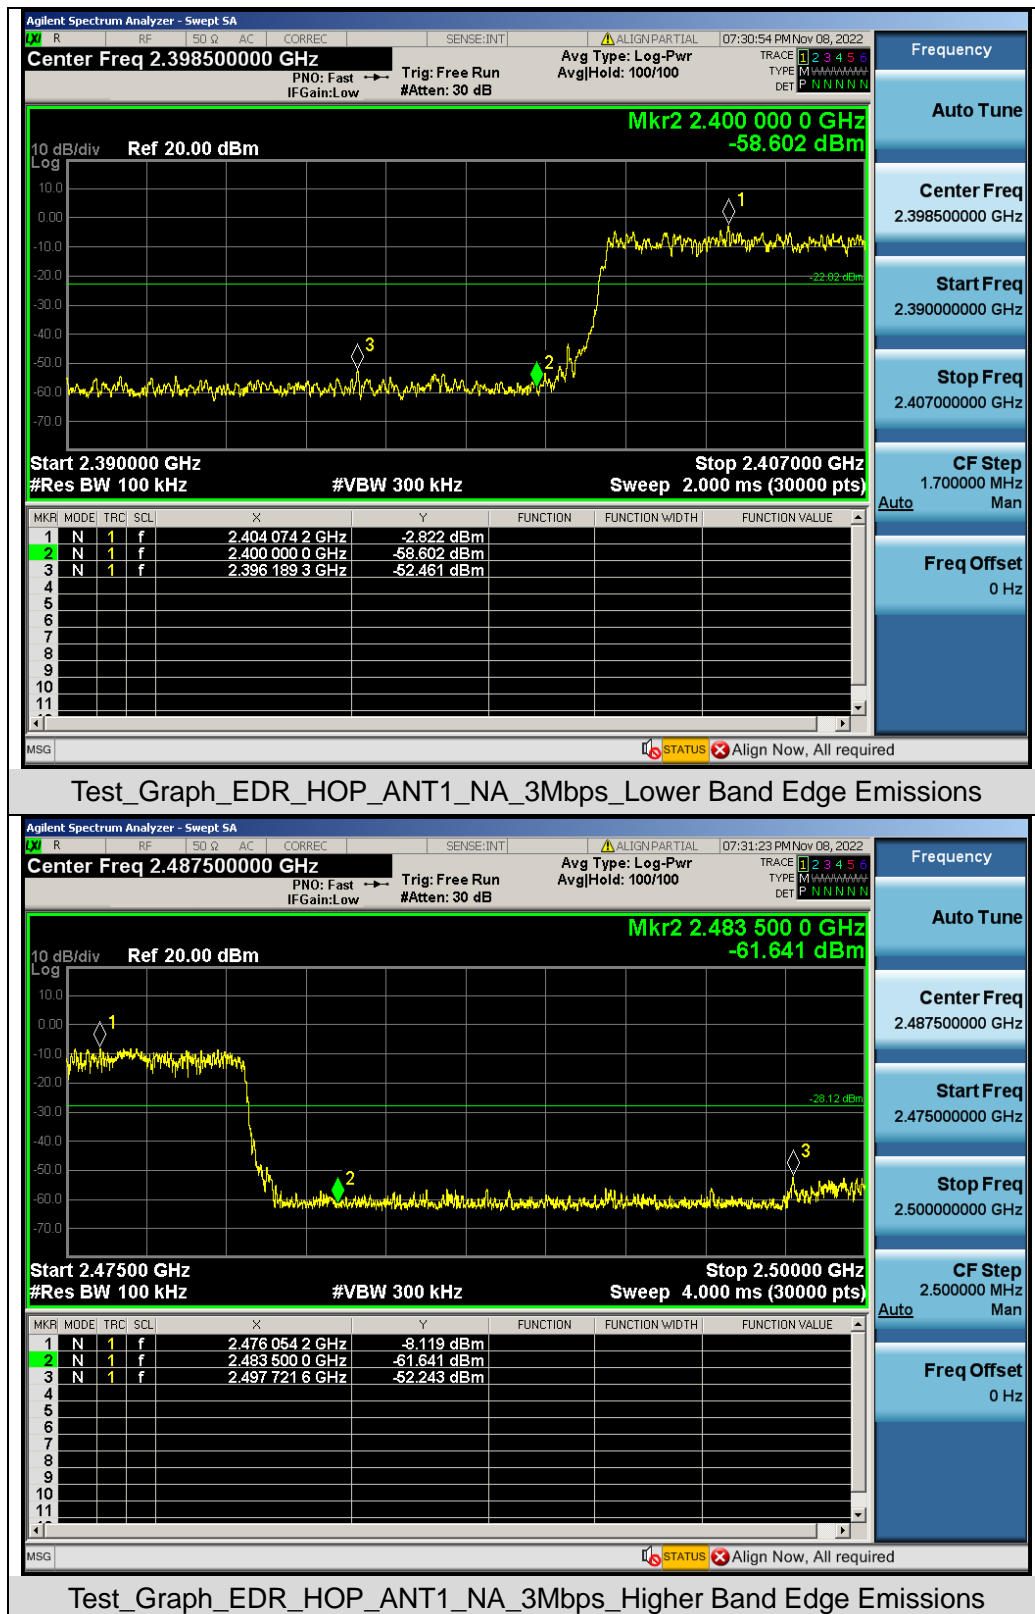 Agilent Spectrum Analyzer - Swept SA
LXI R RF 50 Ω AC CORREC SENSE:INT ALIGN PARTIAL 07:30:54 PM Nov 08, 2022
Center Freq 2.398500000 GHz
PNO: Fast
IFGain:Low
Trig: Free Run
#Atten: 30 dB
Avg Type: Log-Pwr
Avg|Hold: 100/100
TRACE 1 2 3 4 5 6
TYPE M
DET P N N N N N
Mkr2 2.400 000 0 GHz
-58.602 dBm
10 dB/div Ref 20.00 dBm
Log
10.0
0.00
-10.0
-20.0
-30.0
-40.0
-50.0
-60.0
-70.0
1
2
3
-22.82 dBm
Start 2.390000 GHz Stop 2.407000 GHz
#Res BW 100 kHz #VBW 300 kHz Sweep 2.000 ms (30000 pts)
MKR MODE TRC SCL X Y FUNCTION FUNCTION WIDTH FUNCTION VALUE
1 N 1 f 2.404 074 2 GHz -2.822 dBm
2 N 1 f 2.400 000 0 GHz -58.602 dBm
3 N 1 f 2.396 189 3 GHz -52.461 dBm
4
5
6
7
8
9
10
11
MSG STATUS Align Now, All required
Frequency
Auto Tune
Center Freq
2.398500000 GHz
Start Freq
2.390000000 GHz
Stop Freq
2.407000000 GHz
CF Step
1.700000 MHz
Auto Man
Freq Offset
0 Hz
Test_Graph_EDR_HOP_ANT1_NA_3Mbps_Lower Band Edge Emissions
Agilent Spectrum Analyzer - Swept SA
LXI R RF 50 Ω AC CORREC SENSE:INT ALIGN PARTIAL 07:31:23 PM Nov 08, 2022
Center Freq 2.487500000 GHz
PNO: Fast
IFGain:Low
Trig: Free Run
#Atten: 30 dB
Avg Type: Log-Pwr
Avg|Hold: 100/100
TRACE 1 2 3 4 5 6
TYPE M
DET P N N N N N
Mkr2 2.483 500 0 GHz
-61.641 dBm
10 dB/div Ref 20.00 dBm
Log
10.0
0.00
-10.0
-20.0
-30.0
-40.0
-50.0
-60.0
-70.0
1
2
3
-28.12 dBm
Start 2.47500 GHz Stop 2.50000 GHz
#Res BW 100 kHz #VBW 300 kHz Sweep 4.000 ms (30000 pts)
MKR MODE TRC SCL X Y FUNCTION FUNCTION WIDTH FUNCTION VALUE
1 N 1 f 2.476 054 2 GHz -8.119 dBm
2 N 1 f 2.483 500 0 GHz -61.641 dBm
3 N 1 f 2.497 721 6 GHz -52.243 dBm
4
5
6
7
8
9
10
11
MSG STATUS Align Now, All required
Frequency
Auto Tune
Center Freq
2.487500000 GHz
Start Freq
2.475000000 GHz
Stop Freq
2.500000000 GHz
CF Step
2.500000 MHz
Auto Man
Freq Offset
0 Hz
Test_Graph_EDR_HOP_ANT1_NA_3Mbps_Higher Band Edge Emissions